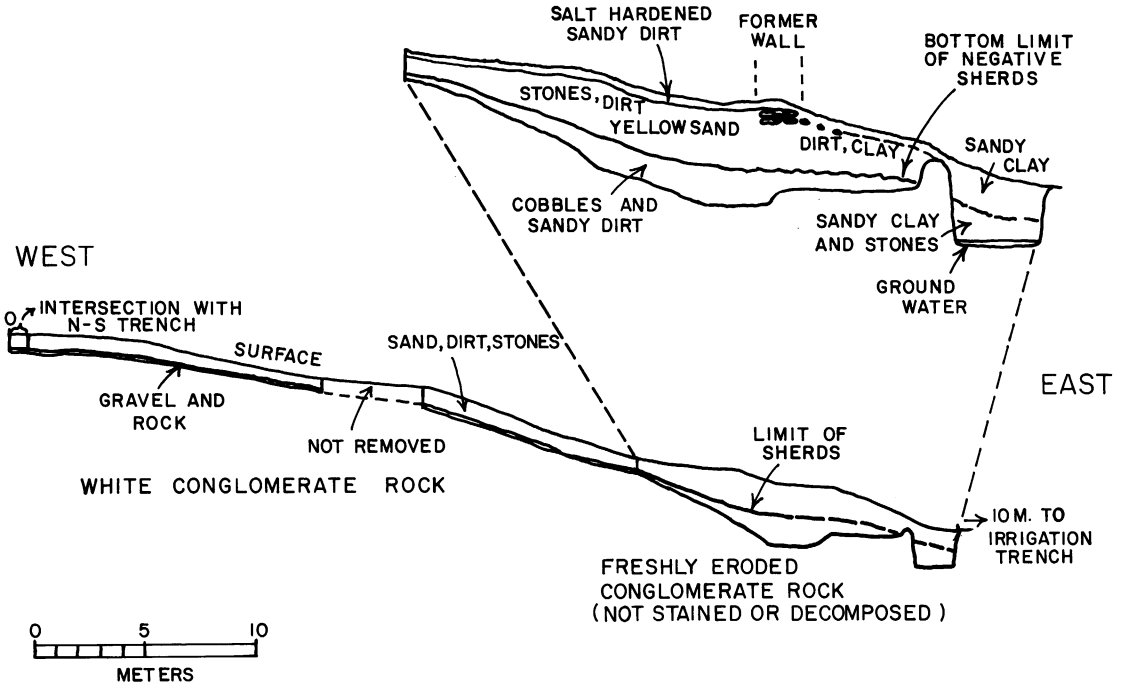 SALT HARDENED
SANDY DIRT
FORMER
WALL
BOTTOM LIMIT
OF NEGATIVE
SHERDS
STONES, DIRT
YELLOW SAND
DIRT, CLAY
SANDY
CLAY
COBBLES AND
SANDY DIRT
SANDY CLAY
AND STONES
GROUND
WATER
WEST
0
INTERSECTION WITH
N-S TRENCH
SURFACE
SAND, DIRT, STONES
EAST
GRAVEL AND
ROCK
NOT REMOVED
LIMIT OF
SHERDS
WHITE CONGLOMERATE ROCK
10 M. TO
IRRIGATION
TRENCH
FRESHLY ERODED
CONGLOMERATE ROCK
(NOT STAINED OR DECOMPOSED)
0 5 10
METERS